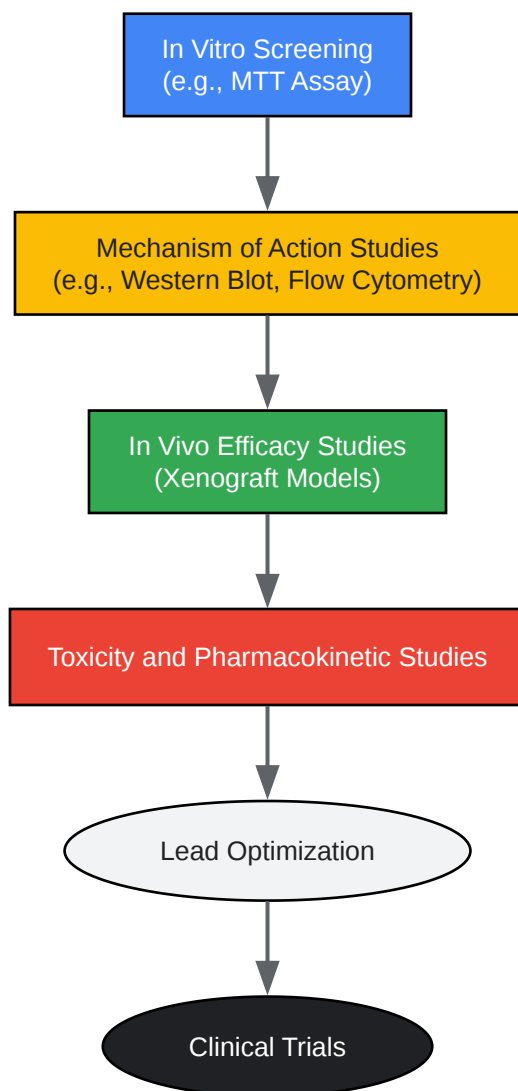 In Vitro Screening
(e.g., MTT Assay)
Mechanism of Action Studies
(e.g., Western Blot, Flow Cytometry)
In Vivo Efficacy Studies
(Xenograft Models)
Toxicity and Pharmacokinetic Studies
Lead Optimization
Clinical Trials